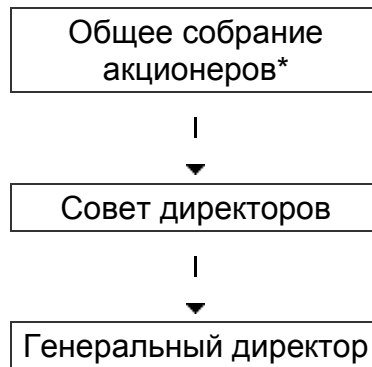 Общее собрание
акционеров*
Совет директоров
Генеральный директор